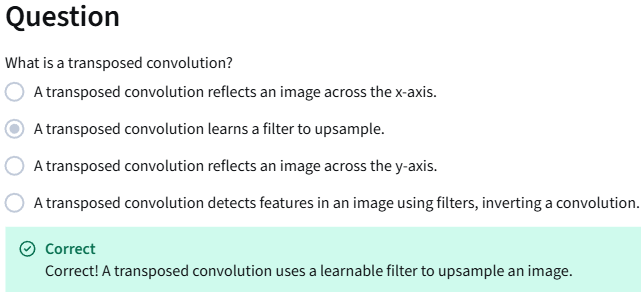 Question
What is a transposed convolution?
A transposed convolution reflects an image across the x-axis.
A transposed convolution learns a filter to upsample.
A transposed convolution reflects an image across the y-axis.
A transposed convolution detects features in an image using filters, inverting a convolution.
Correct
Correct! A transposed convolution uses a learnable filter to upsample an image.